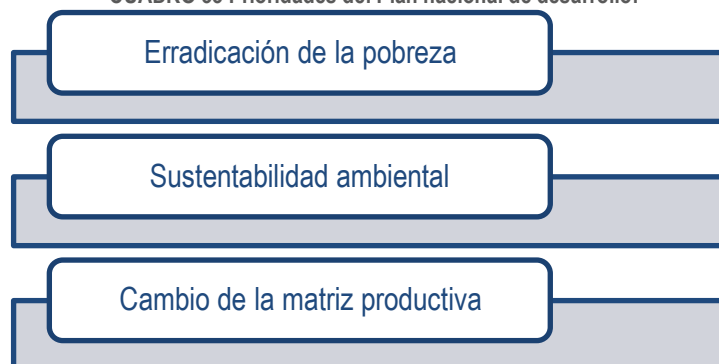 Prioridades del Plan nacional de desarrollo.
Erradicación de la pobreza
Sustentabilidad ambiental
Cambio de la matriz productiva